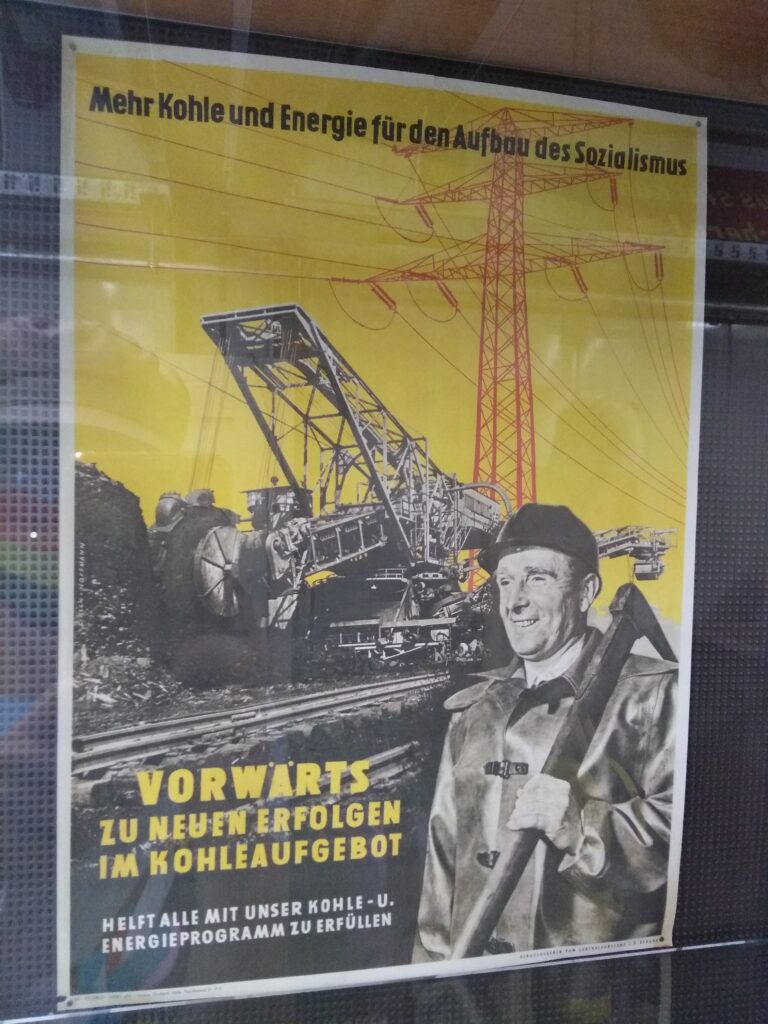 Mehr Kohle und Energie für den Aufbau des Sozialismus
VORWÄRTS
ZU NEUEN ERFOLGEN
IM KOHLEAUFGEBOT
HELFT ALLE MIT UNSER KOHLE-U.
ENERGIEPROGRAMM ZU ERFÜLLEN